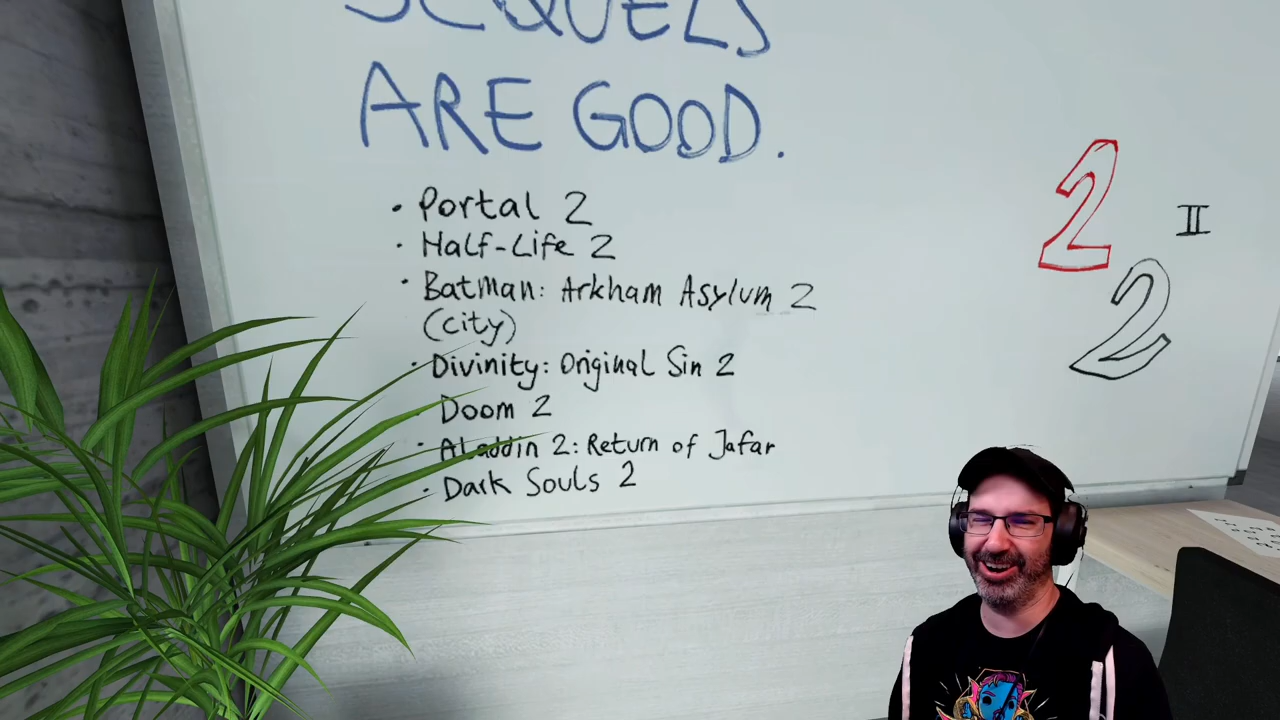 SEQUELS
ARE GOOD.
• Portal 2
• Half-Life 2
• Batman: Arkham Asylum 2
(City)
• Divinity: Original Sin 2
Doom 2
• Aladdin 2: Return of Jafar
• Dark Souls 2
2
II
2